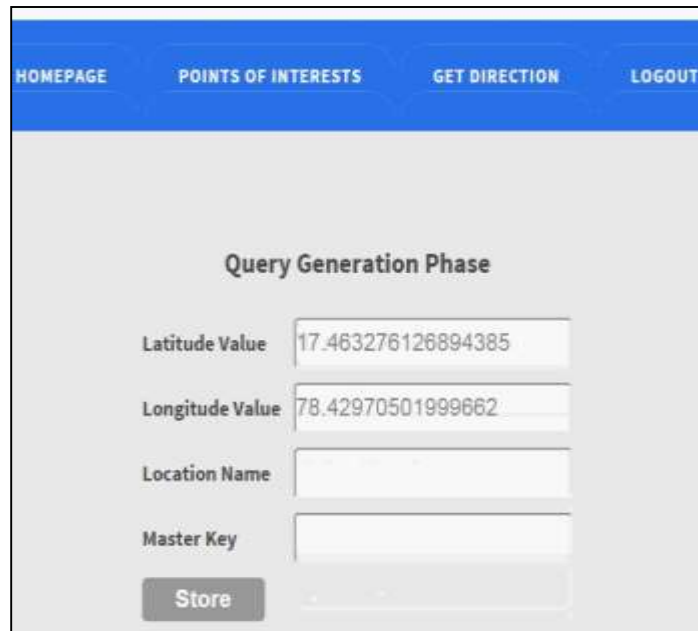 HOMEPAGE POINTS OF INTERESTS GET DIRECTION LOGOUT
Query Generation Phase
Latitude Value 17.463276126894385
Longitude Value 78.42970501999662
Location Name
Master Key
Store